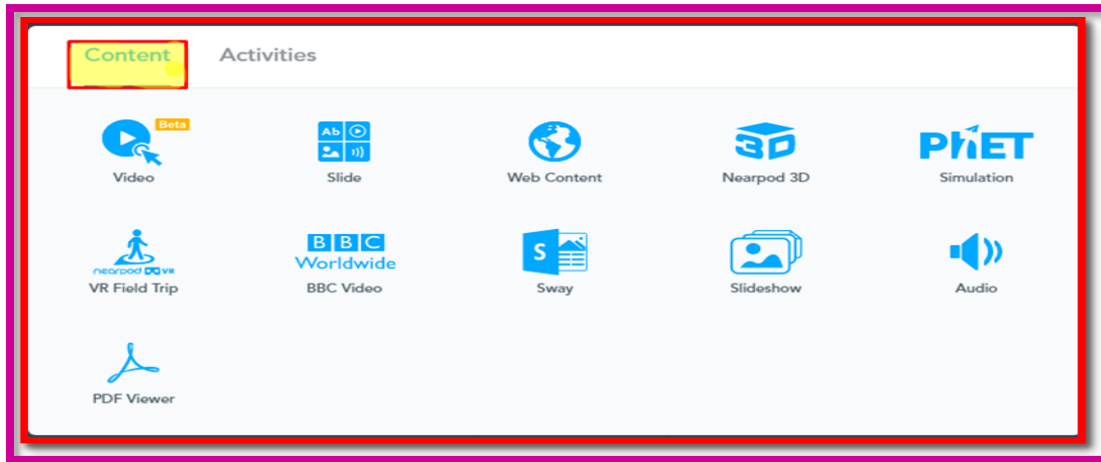 Content Activities
Beta
Ab
3D
PhET
Video Slide Web Content Nearpod 3D Simulation
nearpod VR
BBC
Worldwide
S
VR Field Trip BBC Video Sway Slideshow Audio
PDF Viewer